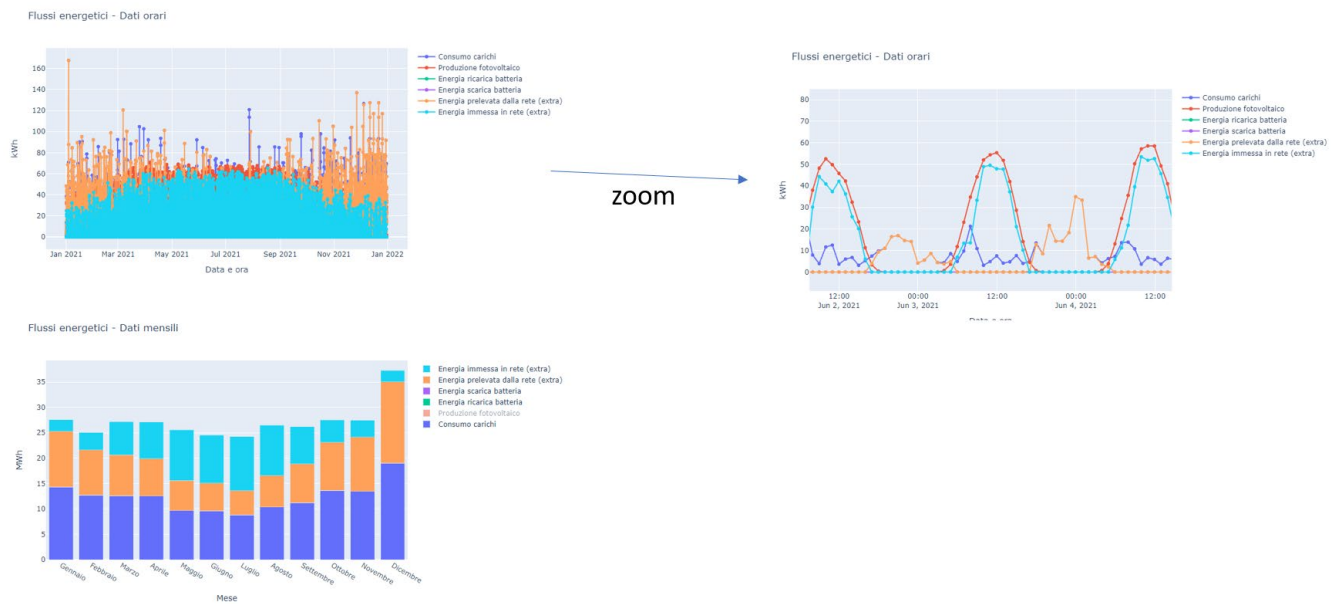 Flussi energetici - Dati orari
160
140
120
100
80
60
40
20
0
kWh
Jan 2021
Mar 2021
May 2021
Jul 2021
Sep 2021
Nov 2021
Jan 2022
Data e ora
Consumo carichi
Produzione fotovoltaico
Energia ricarica batteria
Energia scarica batteria
Energia prelevata dalla rete (extra)
Energia immessa in rete (extra)
zoom
Flussi energetici - Dati orari
80
70
60
50
40
30
20
10
0
kWh
12:00
Jun 2, 2021
00:00
Jun 3, 2021
12:00
00:00
Jun 4, 2021
12:00
Data e ora
Consumo carichi
Produzione fotovoltaico
Energia ricarica batteria
Energia scarica batteria
Energia prelevata dalla rete (extra)
Energia immessa in rete (extra)
Flussi energetici - Dati mensili
35
30
25
20
15
10
5
0
MWh
Gennaio
Febbraio
Marzo
Aprile
Maggio
Giugno
Luglio
Agosto
Settembre
Ottobre
Novembre
Dicembre
Mese
Energia immessa in rete (extra)
Energia prelevata dalla rete (extra)
Energia scarica batteria
Energia ricarica batteria
Produzione fotovoltaico
Consumo carichi